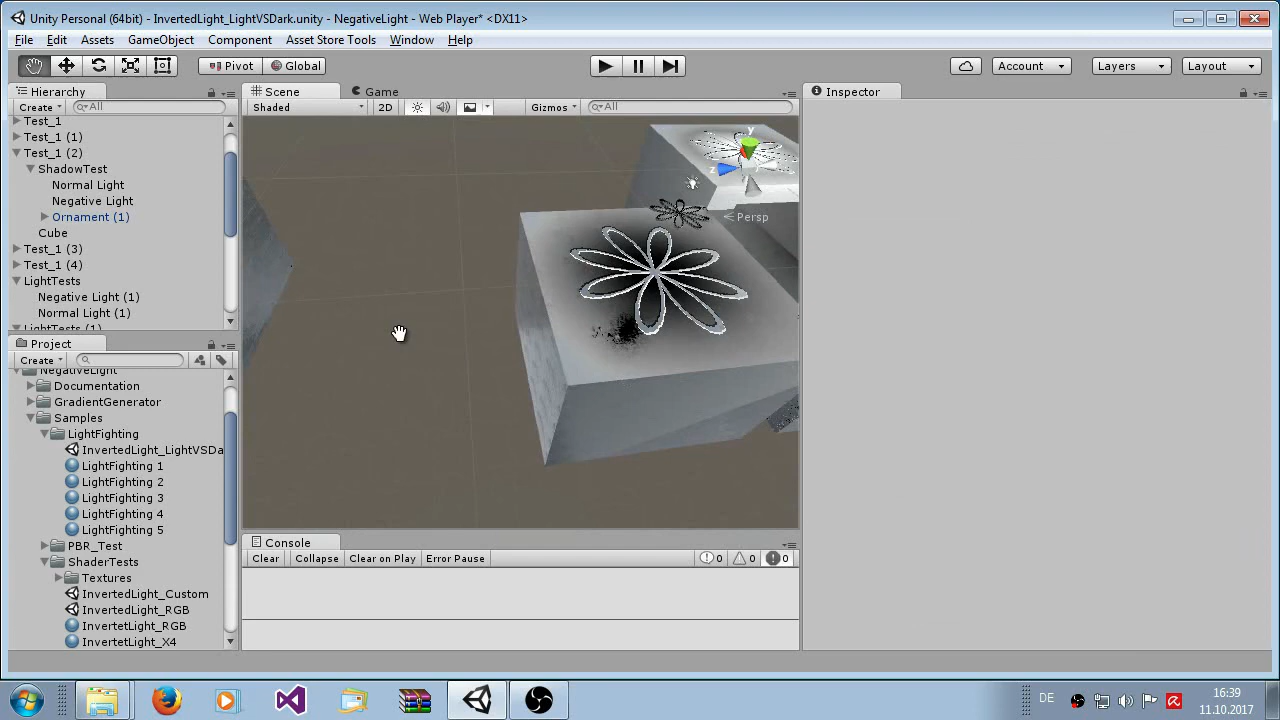 Unity Personal (64bit) - InvertedLight_LightVSDark.unity - NegativeLight - Web Player* <DX11>
File Edit Assets GameObject Component Asset Store Tools Window Help
Pivot Global Account Layers Layout
Hierarchy
Create All
Test_1
Test_1 (1)
Test_1 (2)
ShadowTest
Normal Light
Negative Light
Ornament (1)
Cube
Test_1 (3)
Test_1 (4)
LightTests
Negative Light (1)
Normal Light (1)
LightTests (1)
Project
Create
NegativeLight
Documentation
GradientGenerator
Samples
LightFighting
InvertedLight_LightVSDa
LightFighting 1
LightFighting 2
LightFighting 3
LightFighting 4
LightFighting 5
PBR_Test
ShaderTests
Textures
InvertedLight_Custom
InvertedLight_RGB
InvertetLight_RGB
InvertetLight_X4
Scene Game
Shaded 2D Gizmos All
y
z
Persp
Console
Clear Collapse Clear on Play Error Pause 0 0 0
Inspector
DE
16:39
11.10.2017